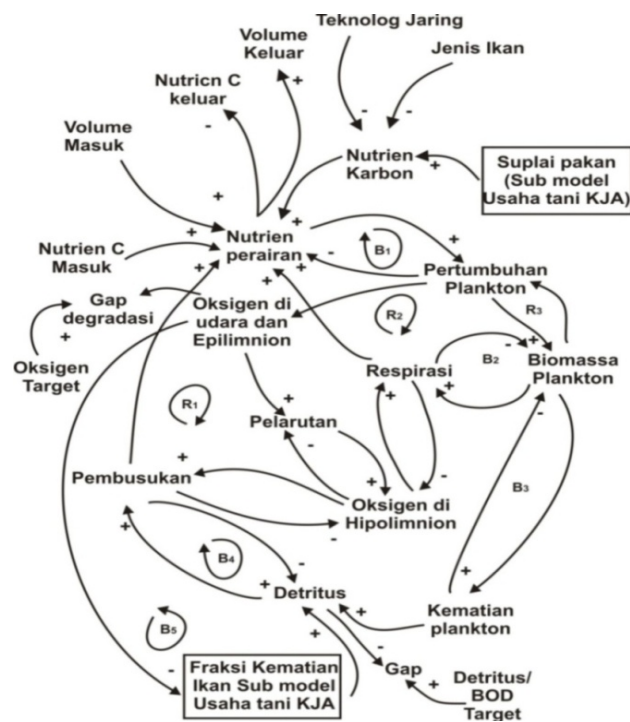 Teknolog Jaring
Volume
Keluar
Jenis Ikan
Nutricn C
keluar
Volume
Masuk
Nutrien
Karbon
Suplai pakan
(Sub model
Usaha tani KJA)
Nutrien
perairan
B1
Nutrien C
Masuk
Pertumbuhan
Plankton
Gap
degradasi
Oksigen di
udara dan
Epilimnion
R2
R3
Oksigen
Target
Respirasi
B2
Biomassa
Plankton
R1
Pelarutan
Pembusukan
Oksigen di
Hipolimnion
B3
B4
Detritus
Kematian
plankton
B5
Fraksi Kematian
Ikan Sub model
Usaha tani KJA
Gap
Detritus/
BOD
Target